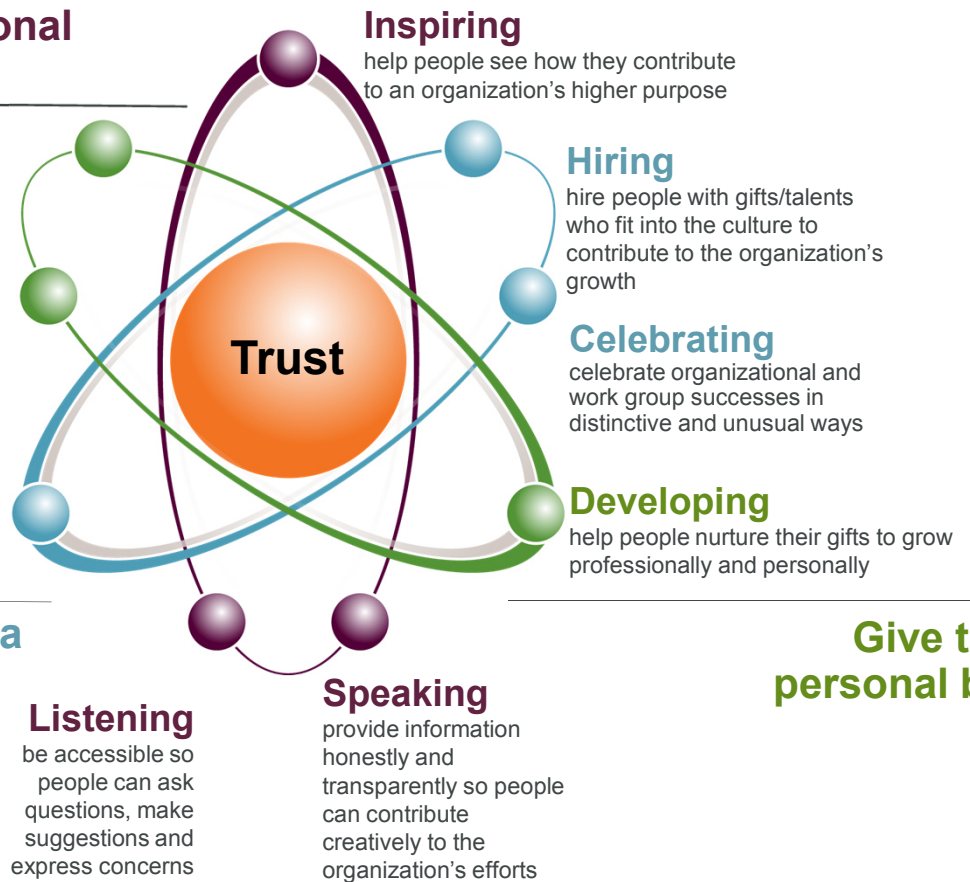 Inspiring
help people see how they contribute
to an organization’s higher purpose
Hiring
hire people with gifts/talents
who fit into the culture to
contribute to the organization’s
growth
Trust
Celebrating
celebrate organizational and
work group successes in
distinctive and unusual ways
Developing
help people nurture their gifts to grow
professionally and personally
a
Give
personal
Listening
be accessible so
people can ask
questions, make
suggestions and
express concerns
Speaking
provide information
honestly and
transparently so people
can contribute
creatively to the
organization’s efforts